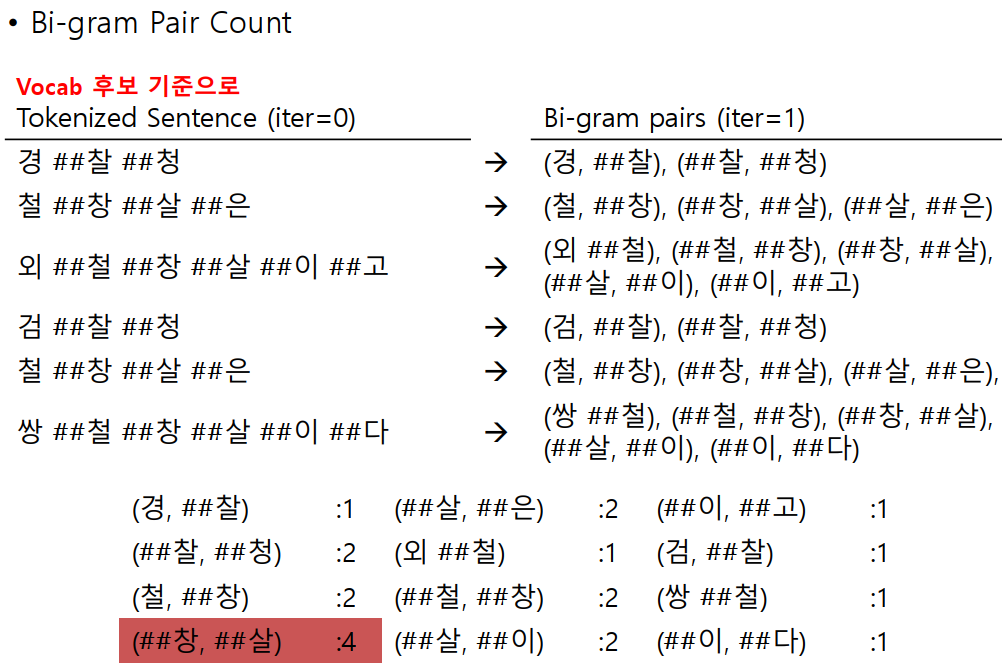 • Bi-gram Pair Count
Vocab 후보 기준으로
Tokenized Sentence (iter=0) Bi-gram pairs (iter=1)
경 ##찰 ##청 → (경, ##찰), (##찰, ##청)
철 ##창 ##살 ##은 → (철, ##창), (##창, ##살), (##살, ##은)
외 ##철 ##창 ##살 ##이 ##고 → (외 ##철), (##철, ##창), (##창, ##살),
(##살, ##이), (##이, ##고)
검 ##찰 ##청 → (검, ##찰), (##찰, ##청)
철 ##창 ##살 ##은 → (철, ##창), (##창, ##살), (##살, ##은),
쌍 ##철 ##창 ##살 ##이 ##다 → (쌍 ##철), (##철, ##창), (##창, ##살),
(##살, ##이), (##이, ##다)
(경, ##찰) :1 (##살, ##은) :2 (##이, ##고) :1
(##찰, ##청) :2 (외 ##철) :1 (검, ##찰) :1
(철, ##창) :2 (##철, ##창) :2 (쌍 ##철) :1
(##창, ##살) :4 (##살, ##이) :2 (##이, ##다) :1